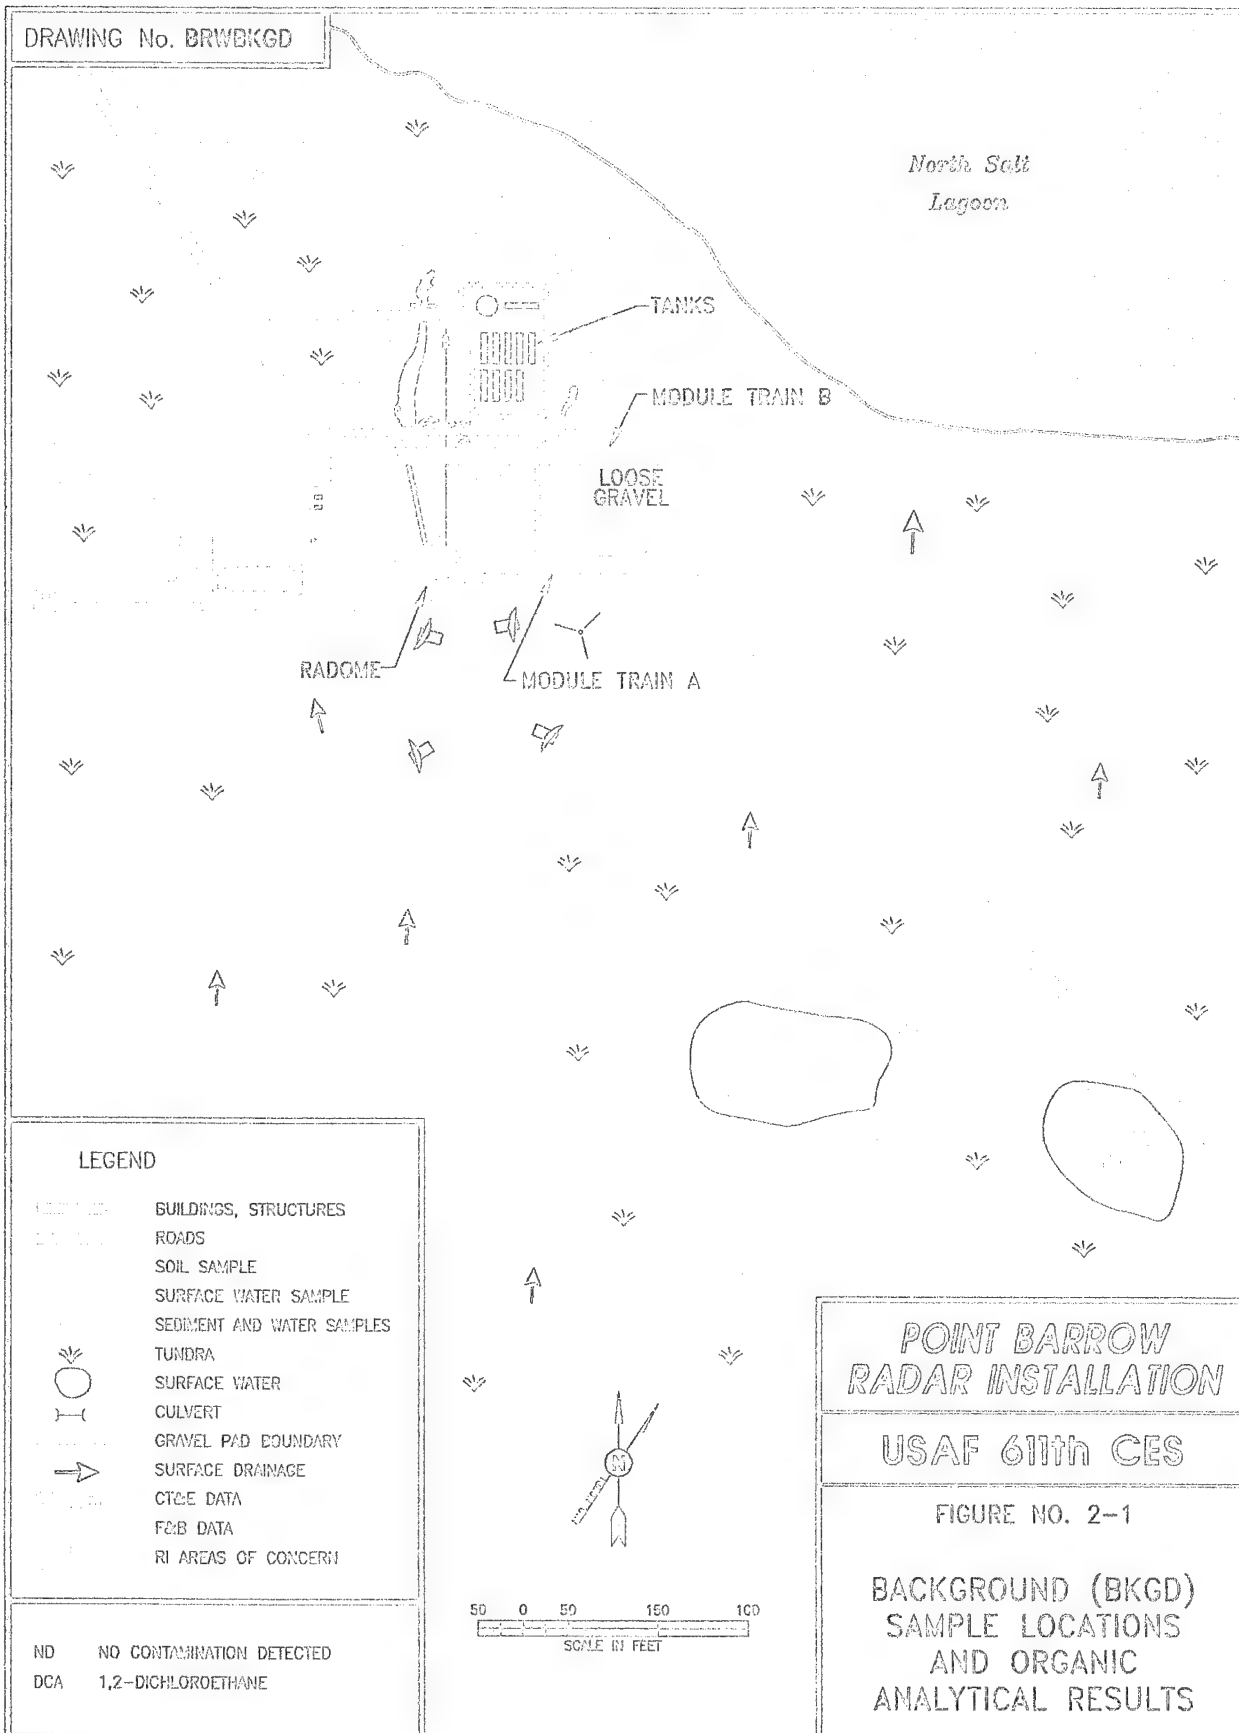 DRAWING No. BRWBKGD
North Salt
Lagoon
TANKS
MODULE TRAIN B
LOOSE
GRAVEL
RADOME
MODULE TRAIN A
LEGEND
BUILDINGS, STRUCTURES
ROADS
SOIL SAMPLE
SURFACE WATER SAMPLE
SEDIMENT AND WATER SAMPLES
TUNDRA
SURFACE WATER
CULVERT
GRAVEL PAD BOUNDARY
SURFACE DRAINAGE
CT&E DATA
F&B DATA
RI AREAS OF CONCERN
ND NO CONTAMINATION DETECTED
DCA 1,2-DICHLOROETHANE
N
50 0 50 150 100
SCALE IN FEET
POINT BARROW
RADAR INSTALLATION
USAF 611th CES
FIGURE NO. 2-1
BACKGROUND (BKGD)
SAMPLE LOCATIONS
AND ORGANIC
ANALYTICAL RESULTS